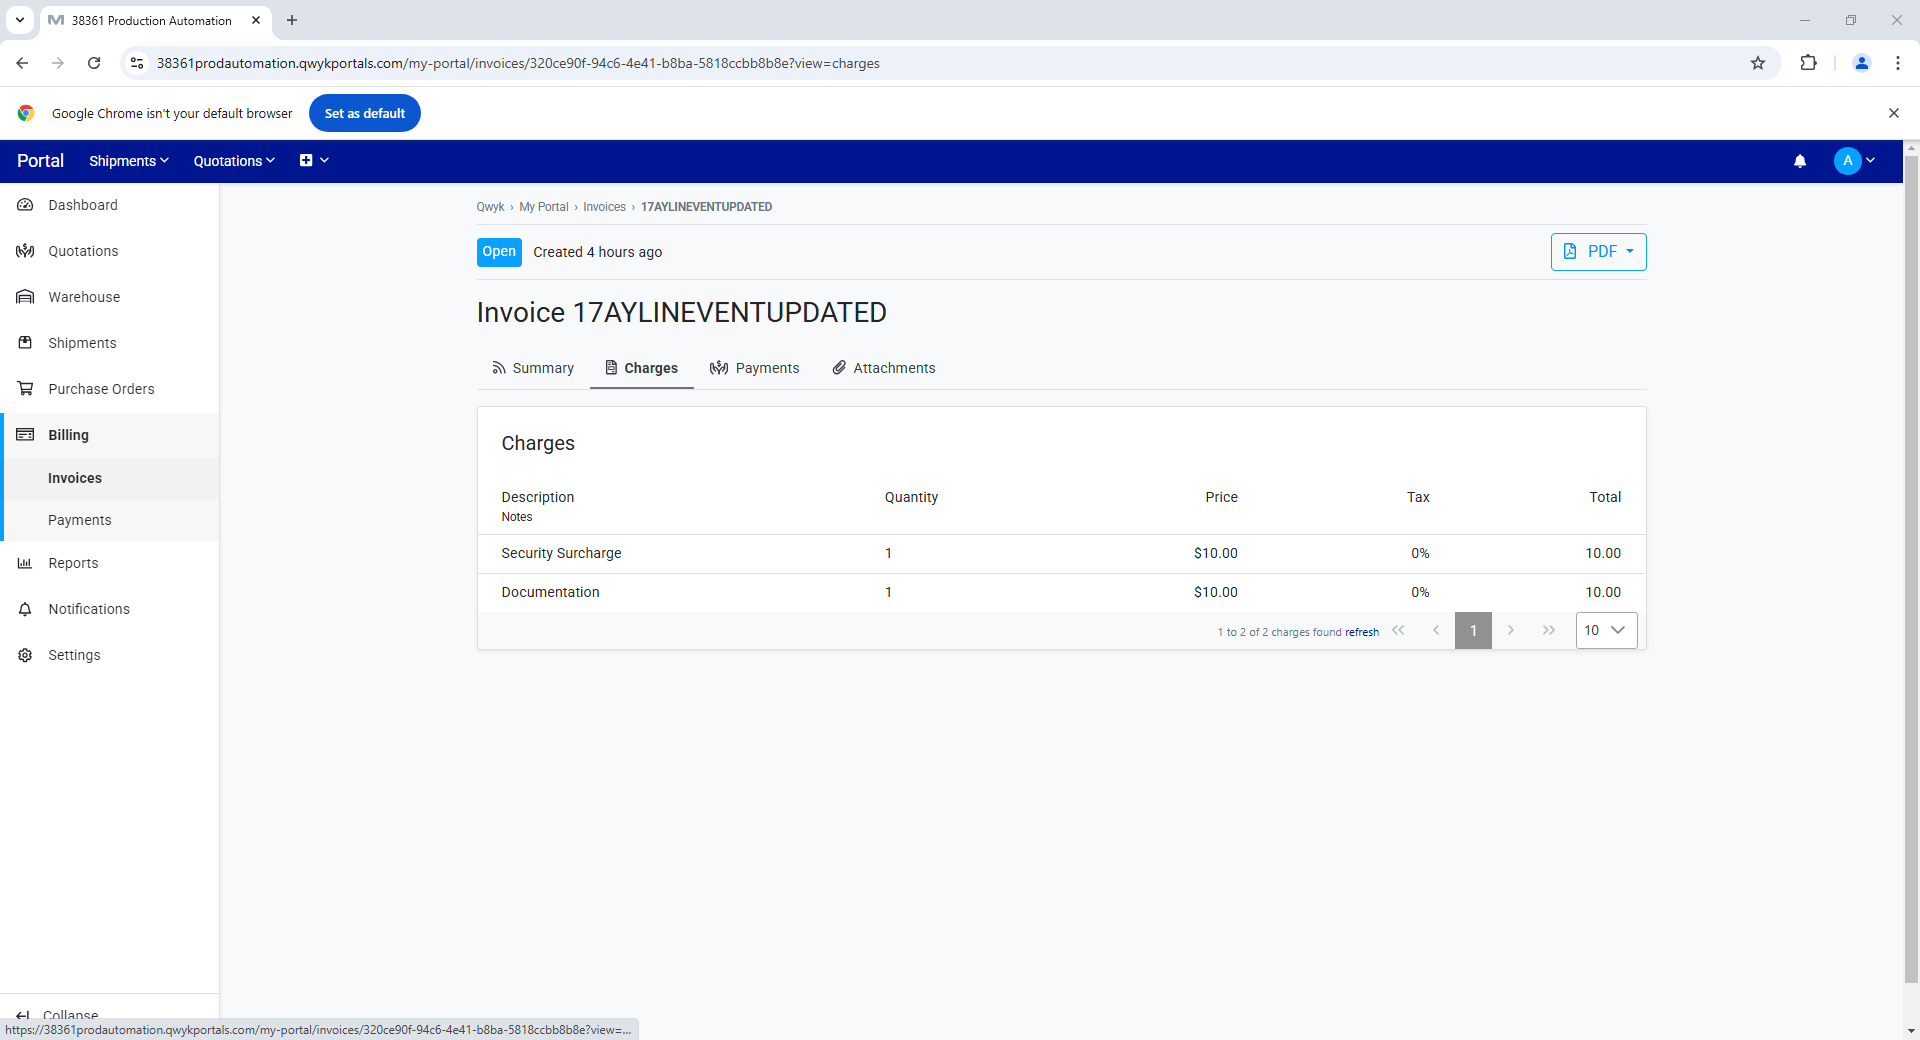 38361 Production Automation
38361prodautomation.qwykportals.com/my-portal/invoices/320ce90f-94c6-4e41-b8ba-5818ccbb8b8e?view=charges
Google Chrome isn't your default browser
Set as default
Portal
Shipments
Quotations
A
Dashboard
Quotations
Warehouse
Shipments
Purchase Orders
Billing
Invoices
Payments
Reports
Notifications
Settings
Collapse
Qwyk › My Portal › Invoices › 17AYLINEVENTUPDATED
Open Created 4 hours ago
PDF
Invoice 17AYLINEVENTUPDATED
Summary Charges Payments Attachments
Charges
Description Quantity Price Tax Total
Notes
Security Surcharge 1 $10.00 0% 10.00
Documentation 1 $10.00 0% 10.00
1 to 2 of 2 charges found refresh 1 10
https://38361prodautomation.qwykportals.com/my-portal/invoices/320ce90f-94c6-4e41-b8ba-5818ccbb8b8e?view=...